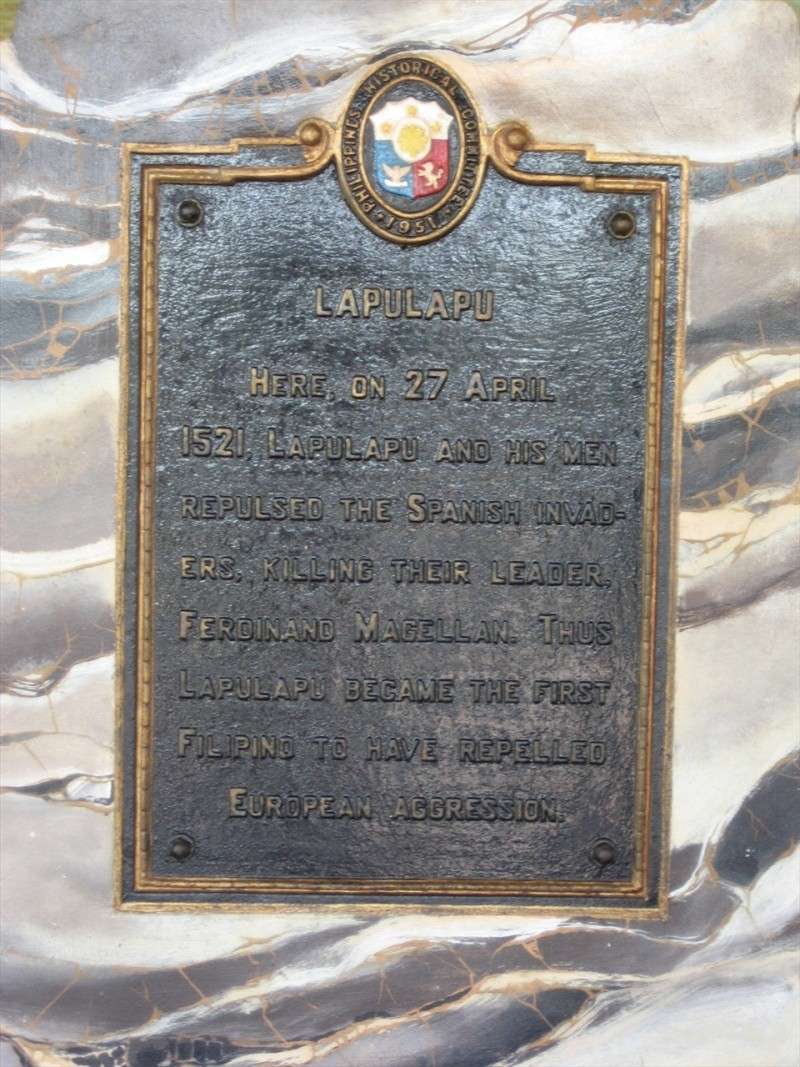 PHILIPPINES HISTORICAL COMMITTEE
1951
LAPULAPU
HERE, ON 27 APRIL
1521, LAPULAPU AND HIS MEN
REPULSED THE SPANISH INVAD-
ERS, KILLING THEIR LEADER,
FERDINAND MAGELLAN. THUS
LAPULAPU BECAME THE FIRST
FILIPINO TO HAVE REPELLED
EUROPEAN AGGRESSION.